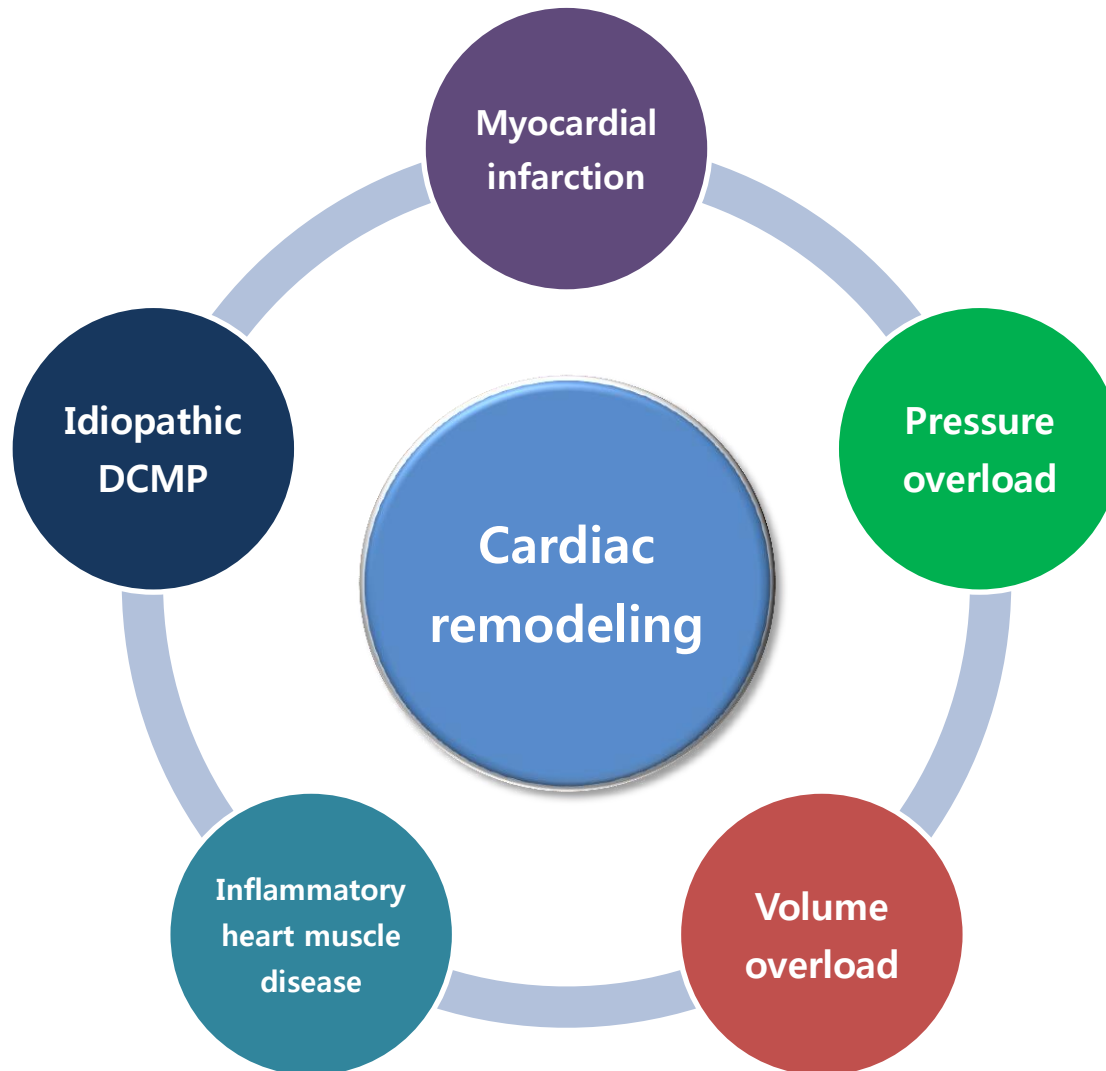 Myocardial
infarction
Idiopathic
DCMP
Pressure
overload
Cardiac
remodeling
Inflammatory
heart muscle
disease
Volume
overload